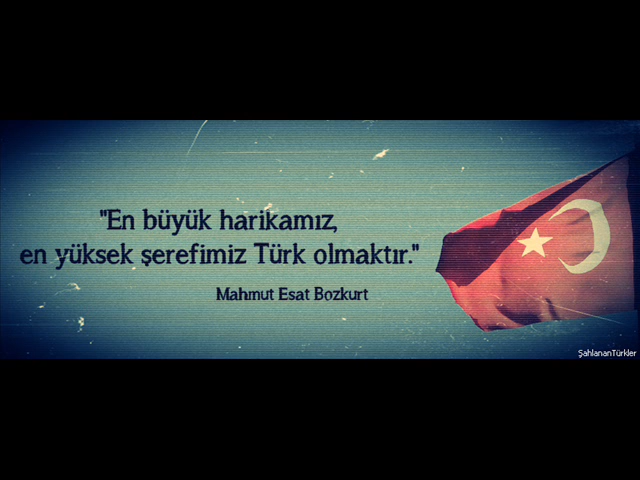 "En büyük harikamız,
en yüksek şerefimiz Türk olmaktır."
Mahmut Esat Bozkurt
ŞahlananTürkler